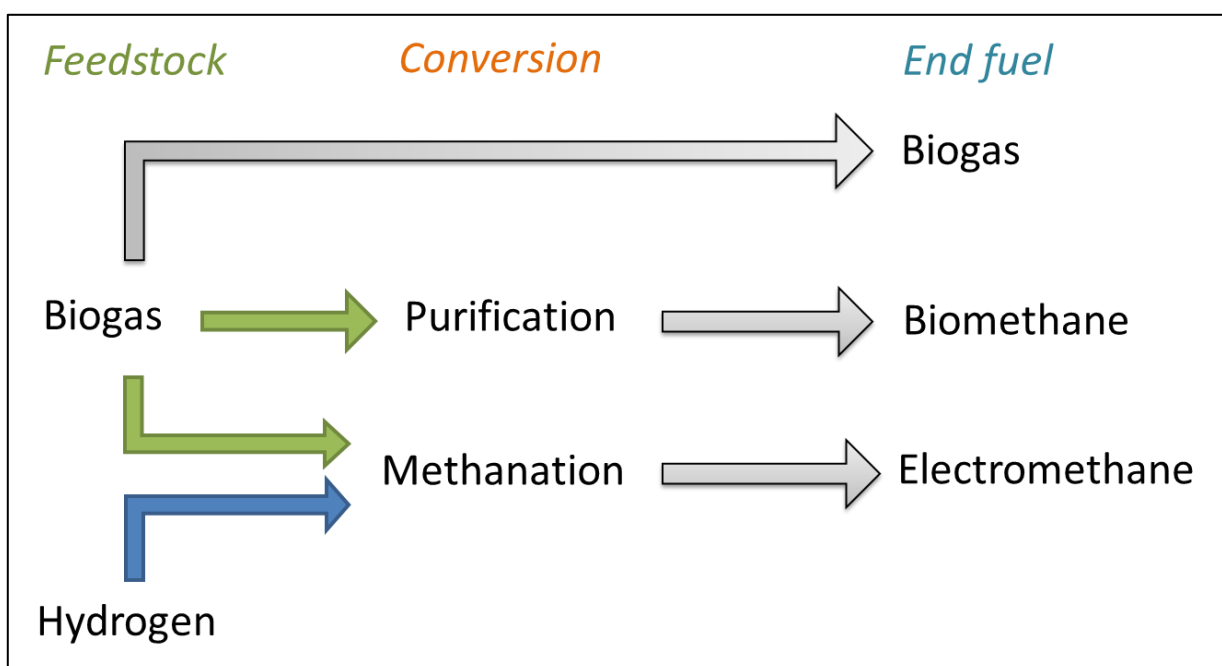 Feedstock Conversion End fuel
Biogas
Biogas Purification Biomethane
Methanation Electromethane
Hydrogen